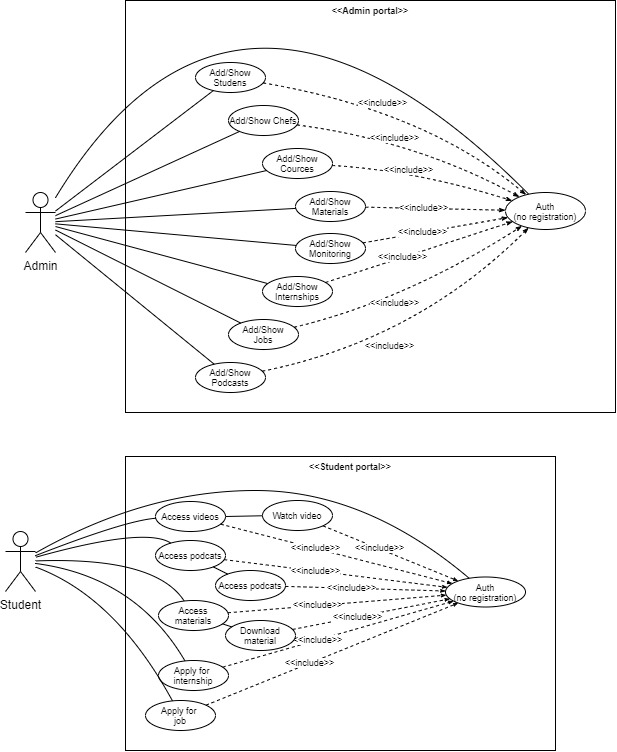 <<Admin portal>>
Add/Show
Studens
<<include>>
Add/Show Chefs
<<include>>
Add/Show
Cources
<<include>>
Add/Show
Materials
<<include>>
Auth
(no registration)
Add/Show
Monitoring
<<include>>
<<include>>
Admin
Add/Show
Internships
<<include>>
Add/Show
Jobs
<<include>>
Add/Show
Podcasts
<<Student portal>>
Access videos
Watch video
<<include>>
<<include>>
Access podcats
<<include>>
Access podcats
<<include>>
Auth
(no registration)
Student
Access
materials
<<include>>
<<include>>
Download
material
<<include>>
<<include>>
Apply for
internship
Apply for
job